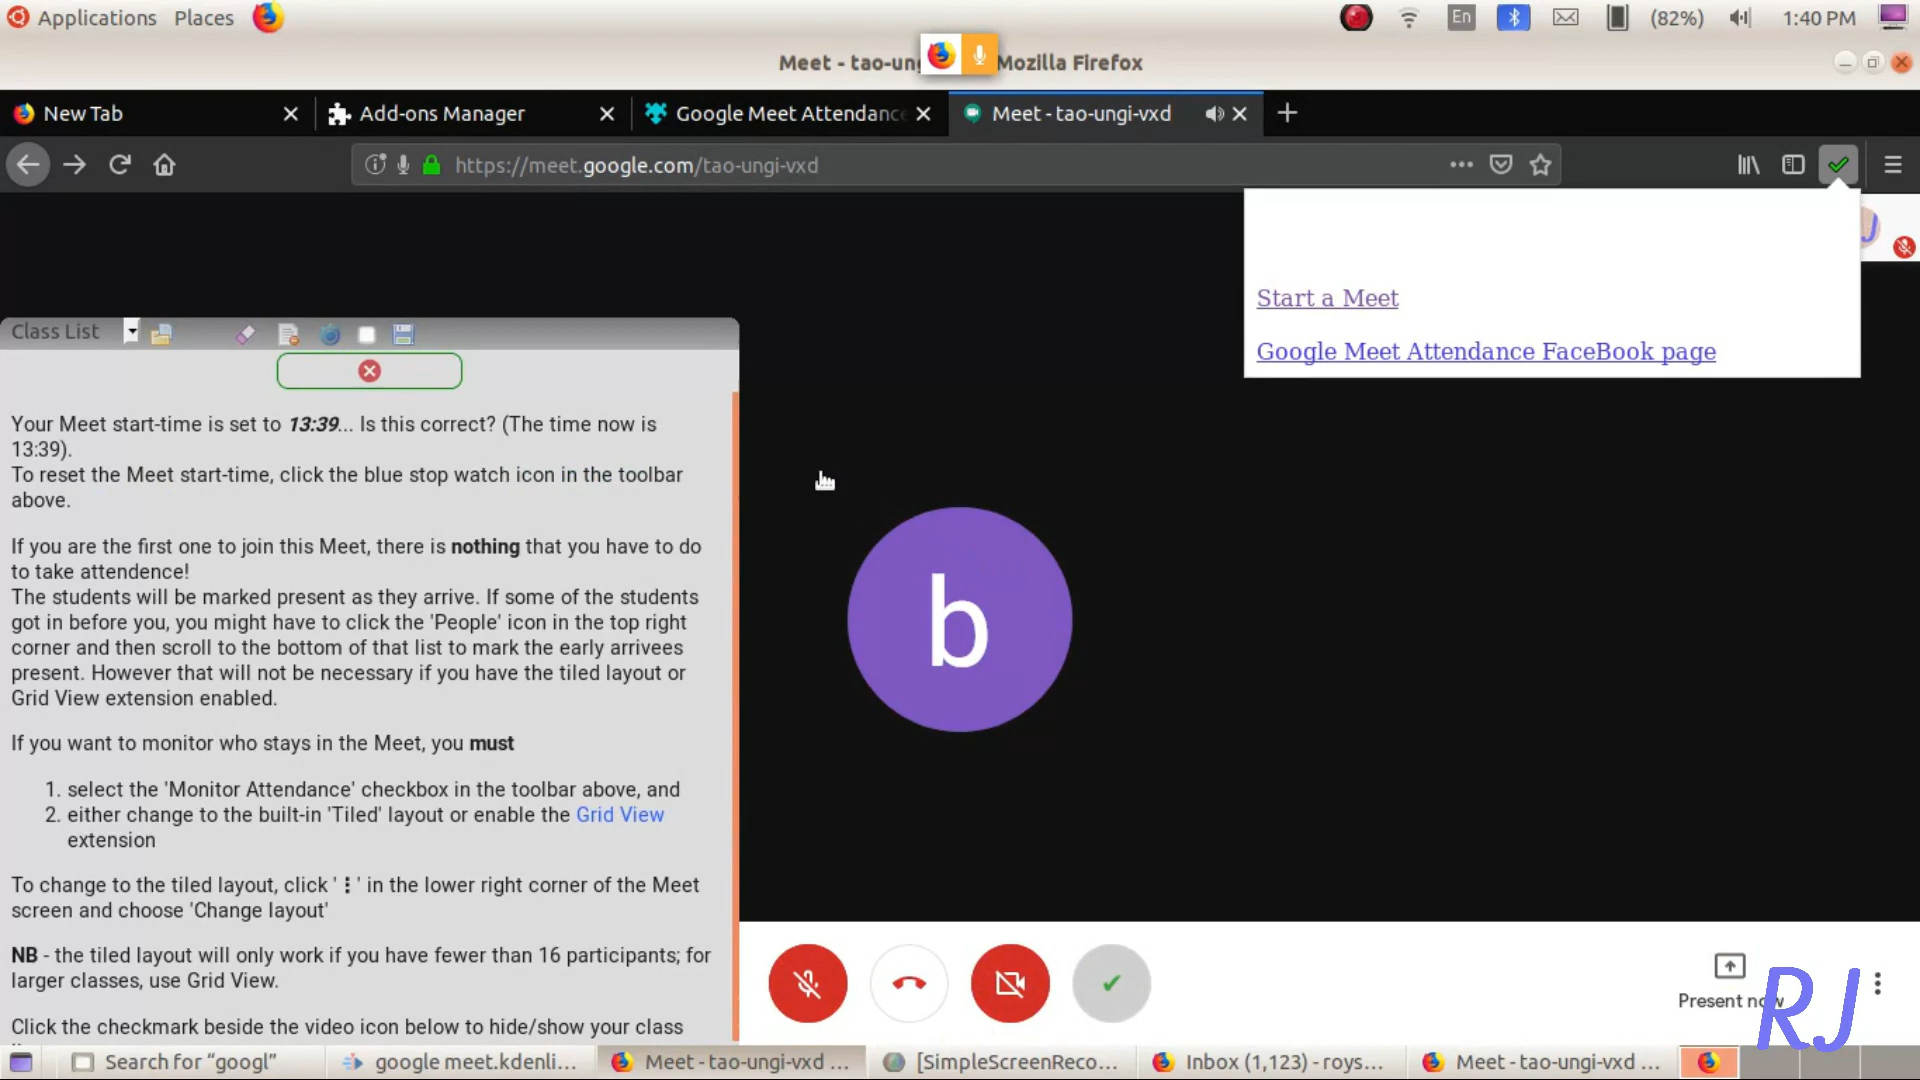 Applications Places En (82%) 1:40 PM
Meet - tao-ung Mozilla Firefox
New Tab Add-ons Manager Google Meet Attendance Meet - tao-ungi-vxd
https://meet.google.com/tao-ungi-vxd
Start a Meet
Google Meet Attendance FaceBook page
J
Class List
Your Meet start-time is set to 13:39... Is this correct? (The time now is
13:39).
To reset the Meet start-time, click the blue stop watch icon in the toolbar
above.
If you are the first one to join this Meet, there is nothing that you have to do
to take attendence!
The students will be marked present as they arrive. If some of the students
got in before you, you might have to click the 'People' icon in the top right
corner and then scroll to the bottom of that list to mark the early arrivees
present. However that will not be necessary if you have the tiled layout or
Grid View extension enabled.
If you want to monitor who stays in the Meet, you must
1. select the 'Monitor Attendance' checkbox in the toolbar above, and
2. either change to the built-in 'Tiled' layout or enable the Grid View
extension
To change to the tiled layout, click '⋮' in the lower right corner of the Meet
screen and choose 'Change layout'
NB - the tiled layout will only work if you have fewer than 16 participants; for
larger classes, use Grid View.
Click the checkmark beside the video icon below to hide/show your class
b
Present now
RJ
Search for “googl” google meet.kdenli... Meet - tao-ungi-vxd ... [SimpleScreenReco... Inbox (1,123) - roys... Meet - tao-ungi-vxd ...